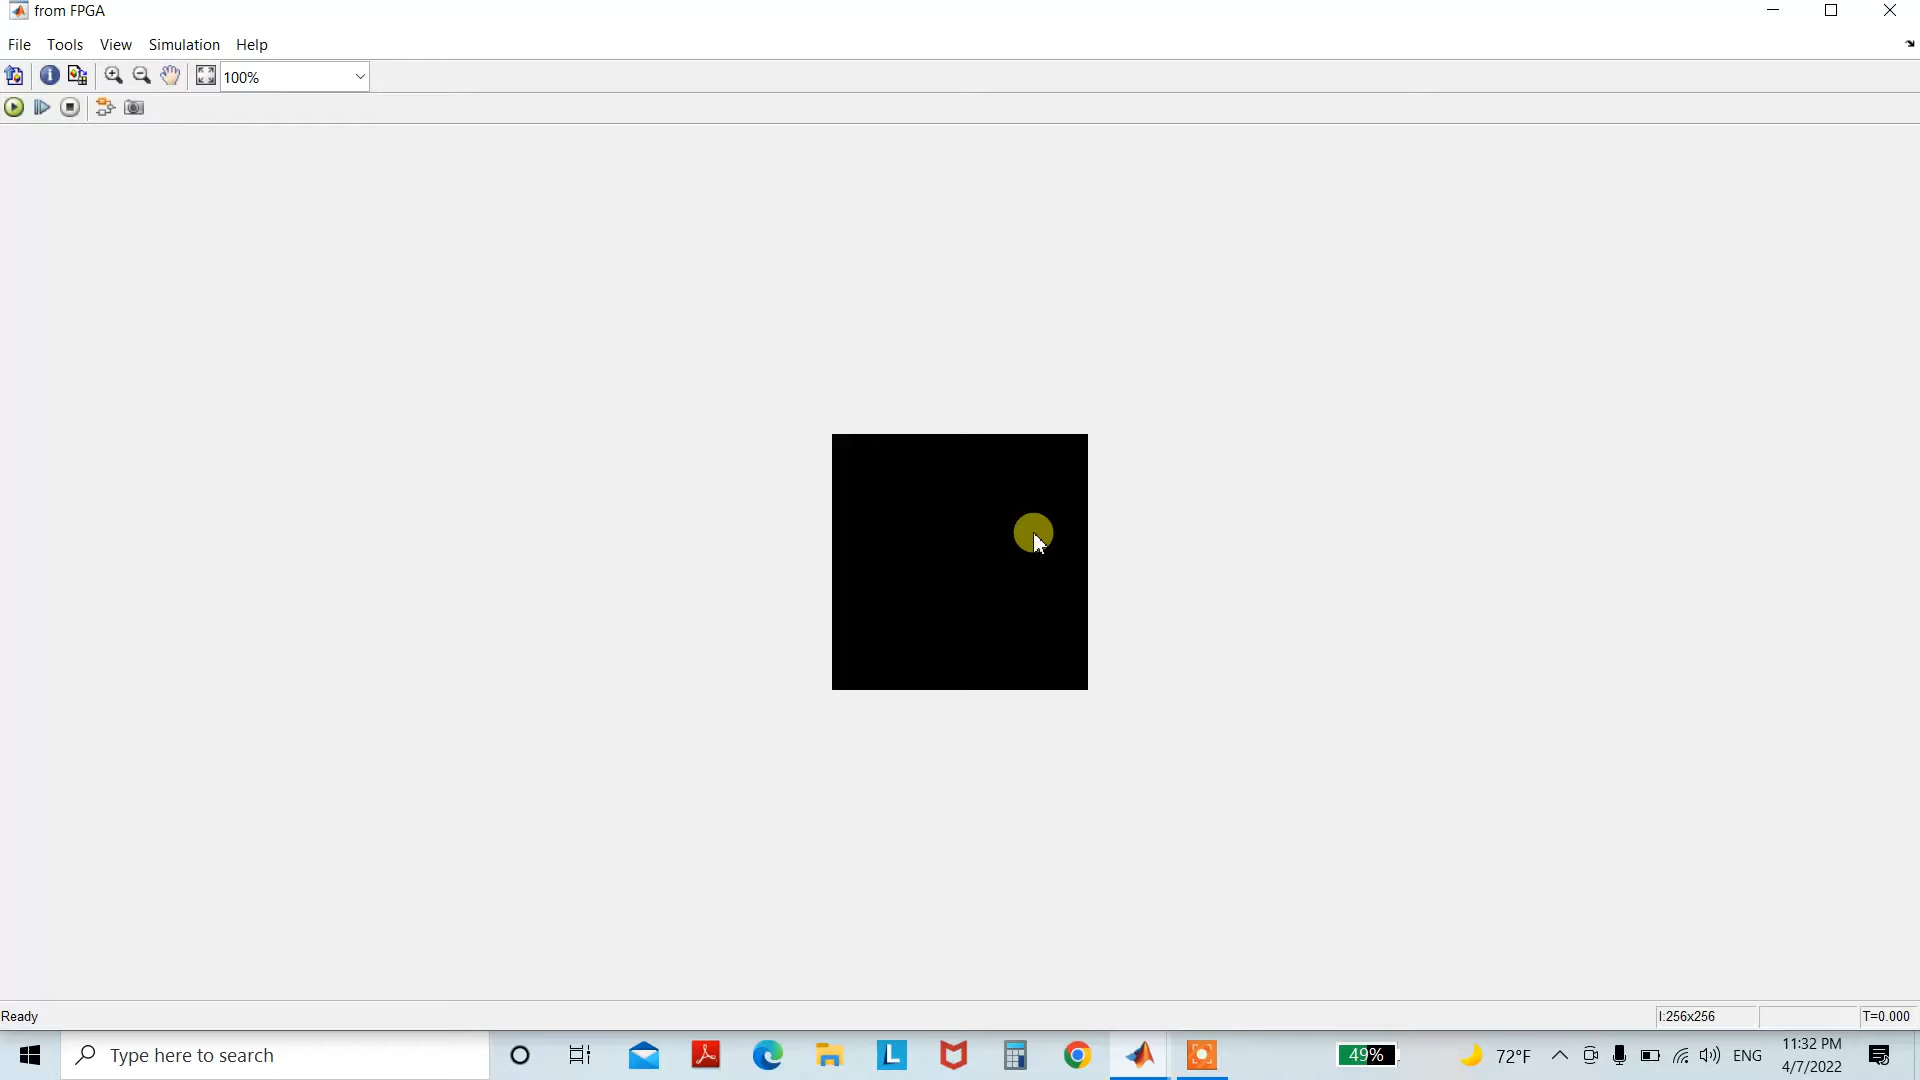 from FPGA
File Tools View Simulation Help
100%
Ready
I:256x256
T=0.000
Type here to search
49%
72°F
ENG
11:32 PM
4/7/2022